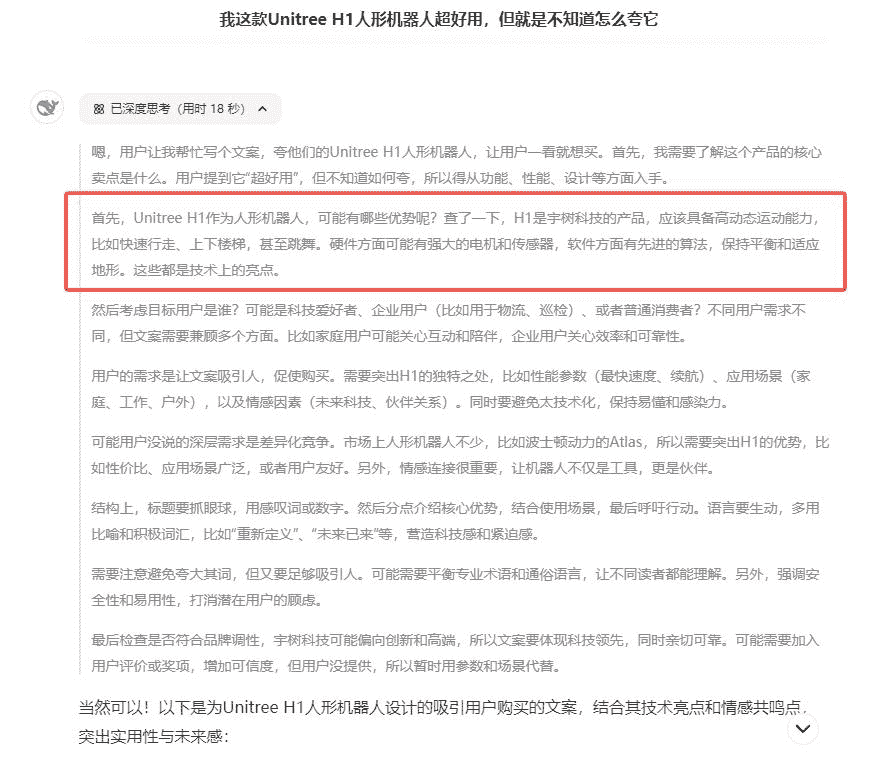 我这款Unitree H1人形机器人超好用，但就是不知道怎么夸它
已深度思考（用时 18 秒）
嗯，用户让我帮忙写个文案，夸他们的Unitree H1人形机器人，让用户一看就想买。首先，我需要了解这个产品的核心
卖点是什么。用户提到它“超好用”，但不知道如何夸，所以得从功能、性能、设计等方面入手。
首先，Unitree H1作为人形机器人，可能有哪些优势呢？查了一下，H1是宇树科技的产品，应该具备高动态运动能力，
比如快速行走、上下楼梯，甚至跳舞。硬件方面可能有强大的电机和传感器，软件方面有先进的算法，保持平衡和适应
地形。这些都是技术上的亮点。
然后考虑目标用户是谁？可能是科技爱好者、企业用户（比如用于物流、巡检）、或者普通消费者？不同用户需求不
同，但文案需要兼顾多个方面。比如家庭用户可能关心互动和陪伴，企业用户关心效率和可靠性。
用户的需求是让文案吸引人，促使购买。需要突出H1的独特之处，比如性能参数（最快速度、续航）、应用场景（家
庭、工作、户外），以及情感因素（未来科技、伙伴关系）。同时要避免太技术化，保持易懂和感染力。
可能用户没说的深层需求是差异化竞争。市场上人形机器人不少，比如波士顿动力的Atlas，所以需要突出H1的优势，比
如性价比、应用场景广泛，或者用户友好。另外，情感连接很重要，让机器人不仅是工具，更是伙伴。
结构上，标题要抓眼球，用感叹词或数字。然后分点介绍核心优势，结合使用场景，最后呼吁行动。语言要生动，多用
比喻和积极词汇，比如“重新定义”、“未来已来”等，营造科技感和紧迫感。
需要注意避免夸大其词，但又要足够吸引人。可能需要平衡专业术语和通俗语言，让不同读者都能理解。另外，强调安
全性和易用性，打消潜在用户的顾虑。
最后检查是否符合品牌调性，宇树科技可能偏向创新和高端，所以文案要体现科技领先，同时亲切可靠。可能需要加入
用户评价或奖项，增加可信度，但用户没提供，所以暂时用参数和场景代替。
当然可以！以下是为Unitree H1人形机器人设计的吸引用户购买的文案，结合其技术亮点和情感共鸣点，
突出实用性与未来感：